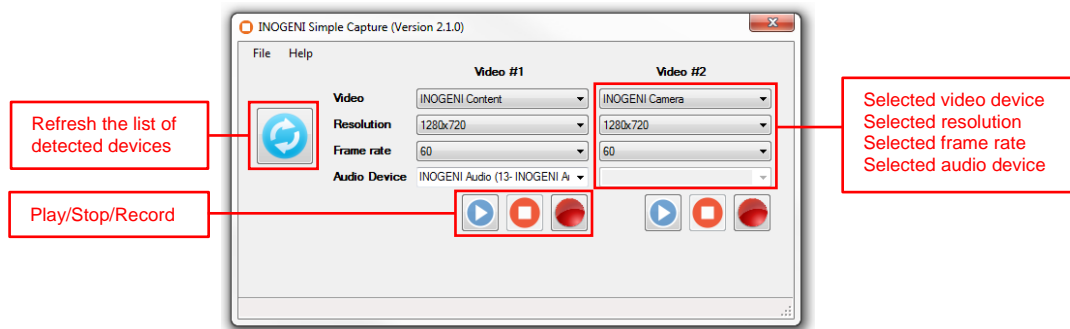 INOGENI Simple Capture (Version 2.1.0)
File Help
Video #1 Video #2
Video INOGENI Content INOGENI Camera
Resolution 1280x720 1280x720
Frame rate 60 60
Audio Device INOGENI Audio (13- INOGENI Au
Refresh the list of
detected devices
Play/Stop/Record
Selected video device
Selected resolution
Selected frame rate
Selected audio device